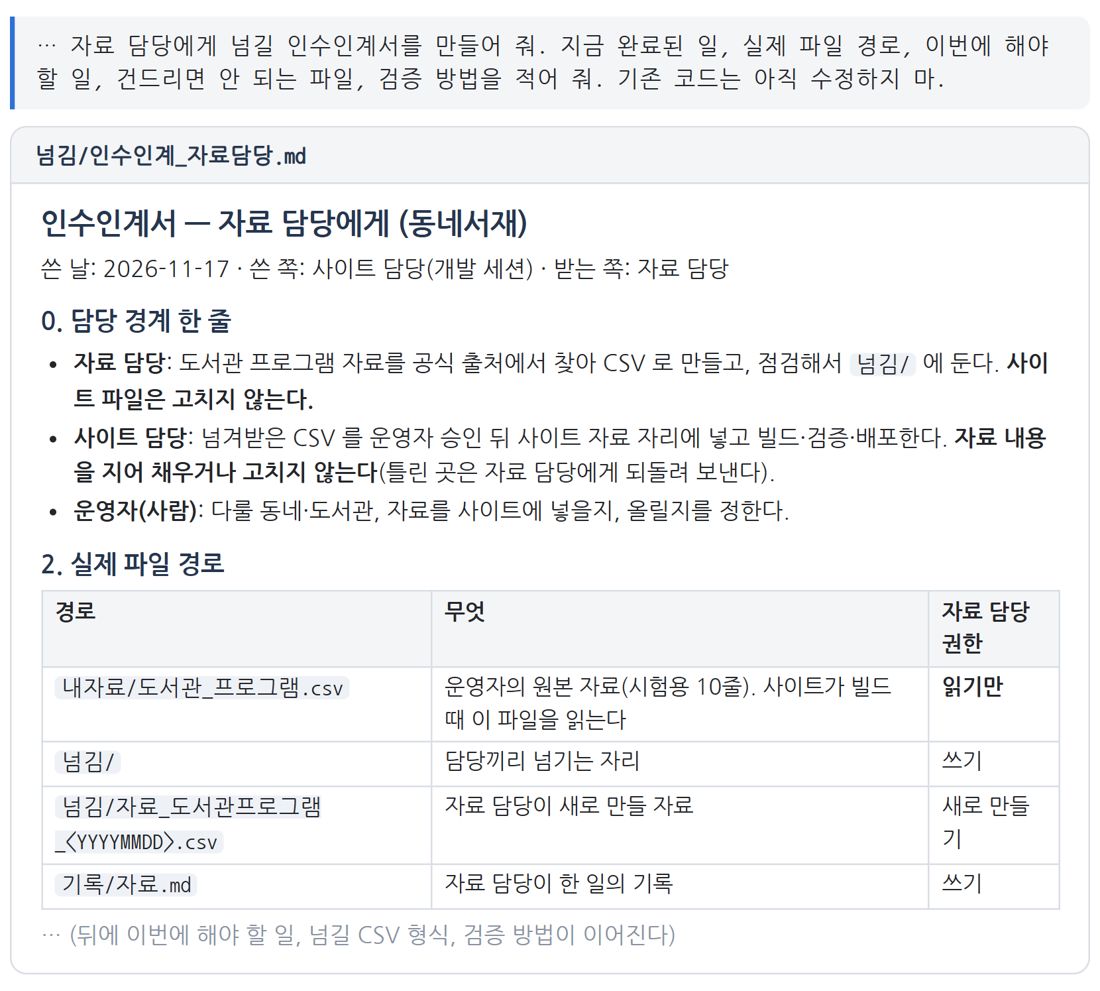 … 자료 담당에게 넘길 인수인계서를 만들어 줘. 지금 완료된 일, 실제 파일 경로, 이번에 해야
할 일, 건드리면 안 되는 파일, 검증 방법을 적어 줘. 기존 코드는 아직 수정하지 마.
넘김/인수인계_자료담당.md
인수인계서 — 자료 담당에게 (동네서재)
쓴 날: 2026-11-17 · 쓴 쪽: 사이트 담당(개발 세션) · 받는 쪽: 자료 담당
0. 담당 경계 한 줄
• 자료 담당: 도서관 프로그램 자료를 공식 출처에서 찾아 CSV 로 만들고, 점검해서 넘김/ 에 둔다. 사이
트 파일은 고치지 않는다.
• 사이트 담당: 넘겨받은 CSV 를 운영자 승인 뒤 사이트 자료 자리에 넣고 빌드·검증·배포한다. 자료 내용
을 지어 채우거나 고치지 않는다(틀린 곳은 자료 담당에게 되돌려 보낸다).
• 운영자(사람): 다룰 동네·도서관, 자료를 사이트에 넣을지, 올릴지를 정한다.
2. 실제 파일 경로
경로 무엇 자료 담당
권한
내자료/도서관_프로그램.csv 운영자의 원본 자료(시험용 10줄). 사이트가 빌드 읽기만
때 이 파일을 읽는다
넘김/ 담당끼리 넘기는 자리 쓰기
넘김/자료_도서관프로그램 자료 담당이 새로 만들 자료 새로 만들
_<YYYYMMDD>.csv 기
기록/자료.md 자료 담당이 한 일의 기록 쓰기
… (뒤에 이번에 해야 할 일, 넘길 CSV 형식, 검증 방법이 이어진다)